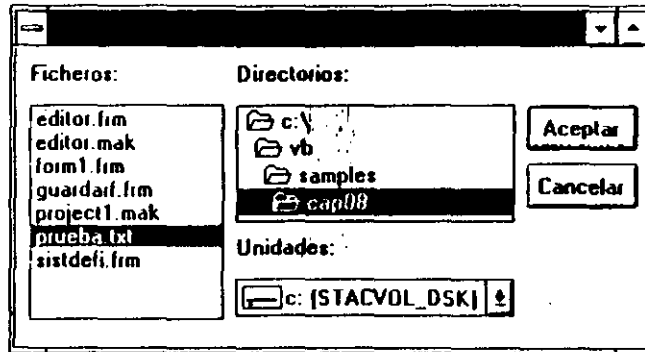 Ficheros:
editor.frm
editor.mak
form1.frm
guardarf.frm
project1.mak
prueba.txt
sistdefi.frm
Directorios:
c:\
vb
samples
cap08
Unidades:
c: [STACVOL_DSK]
Aceptar
Cancelar